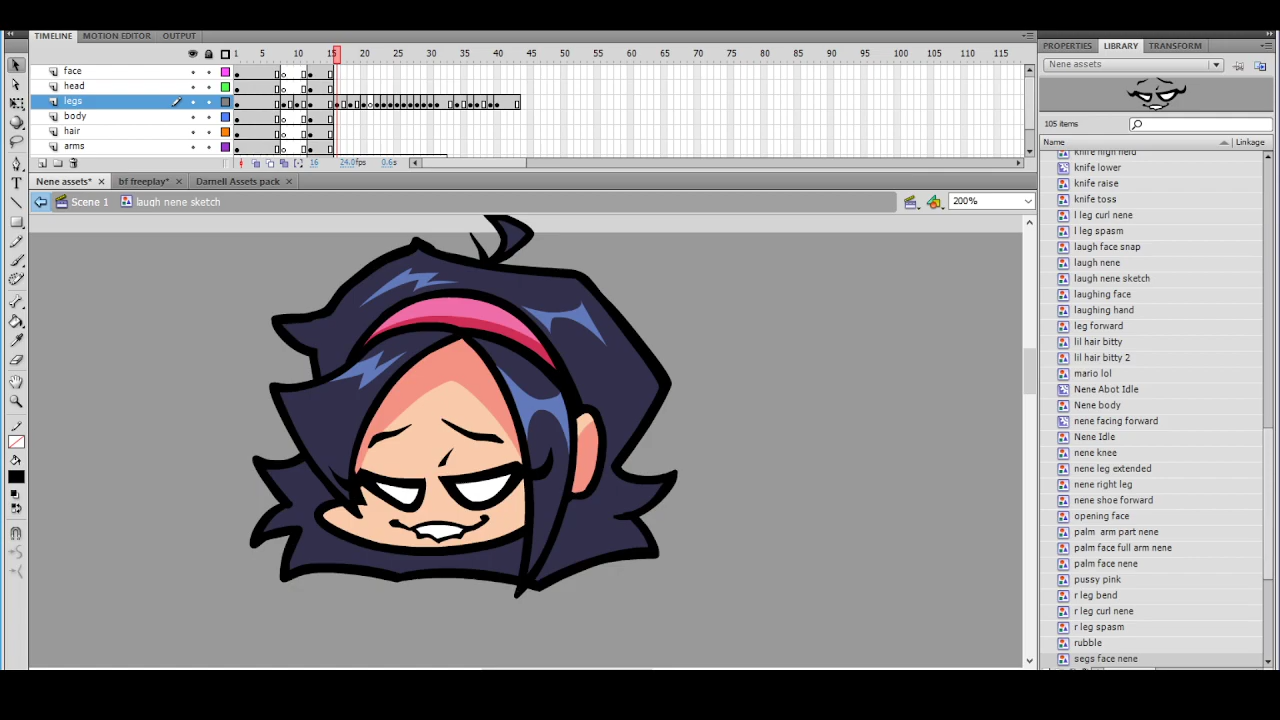 TIMELINE MOTION EDITOR OUTPUT
1 5 10 15 20 25 30 35 40 45 50 55 60 65 70 75 80 85 90 95 100 105 110 115
face
head
legs
body
hair
arms
16 24.0fps 0.6s
Nene assets* × bf freeplay* × Darnell Assets pack ×
Scene 1 laugh nene sketch 200%
PROPERTIES LIBRARY TRANSFORM
Nene assets
105 items
Name Linkage
knife lower
knife raise
knife toss
l leg curl nene
l leg spasm
laugh face snap
laugh nene
laugh nene sketch
laughing face
laughing hand
leg forward
lil hair bitty
lil hair bitty 2
mario lol
Nene Abot Idle
Nene body
nene facing forward
Nene Idle
nene knee
nene leg extended
nene right leg
nene shoe forward
opening face
palm arm part nene
palm face full arm nene
palm face nene
pussy pink
r leg bend
r leg curl nene
r leg spasm
rubble
segs face nene